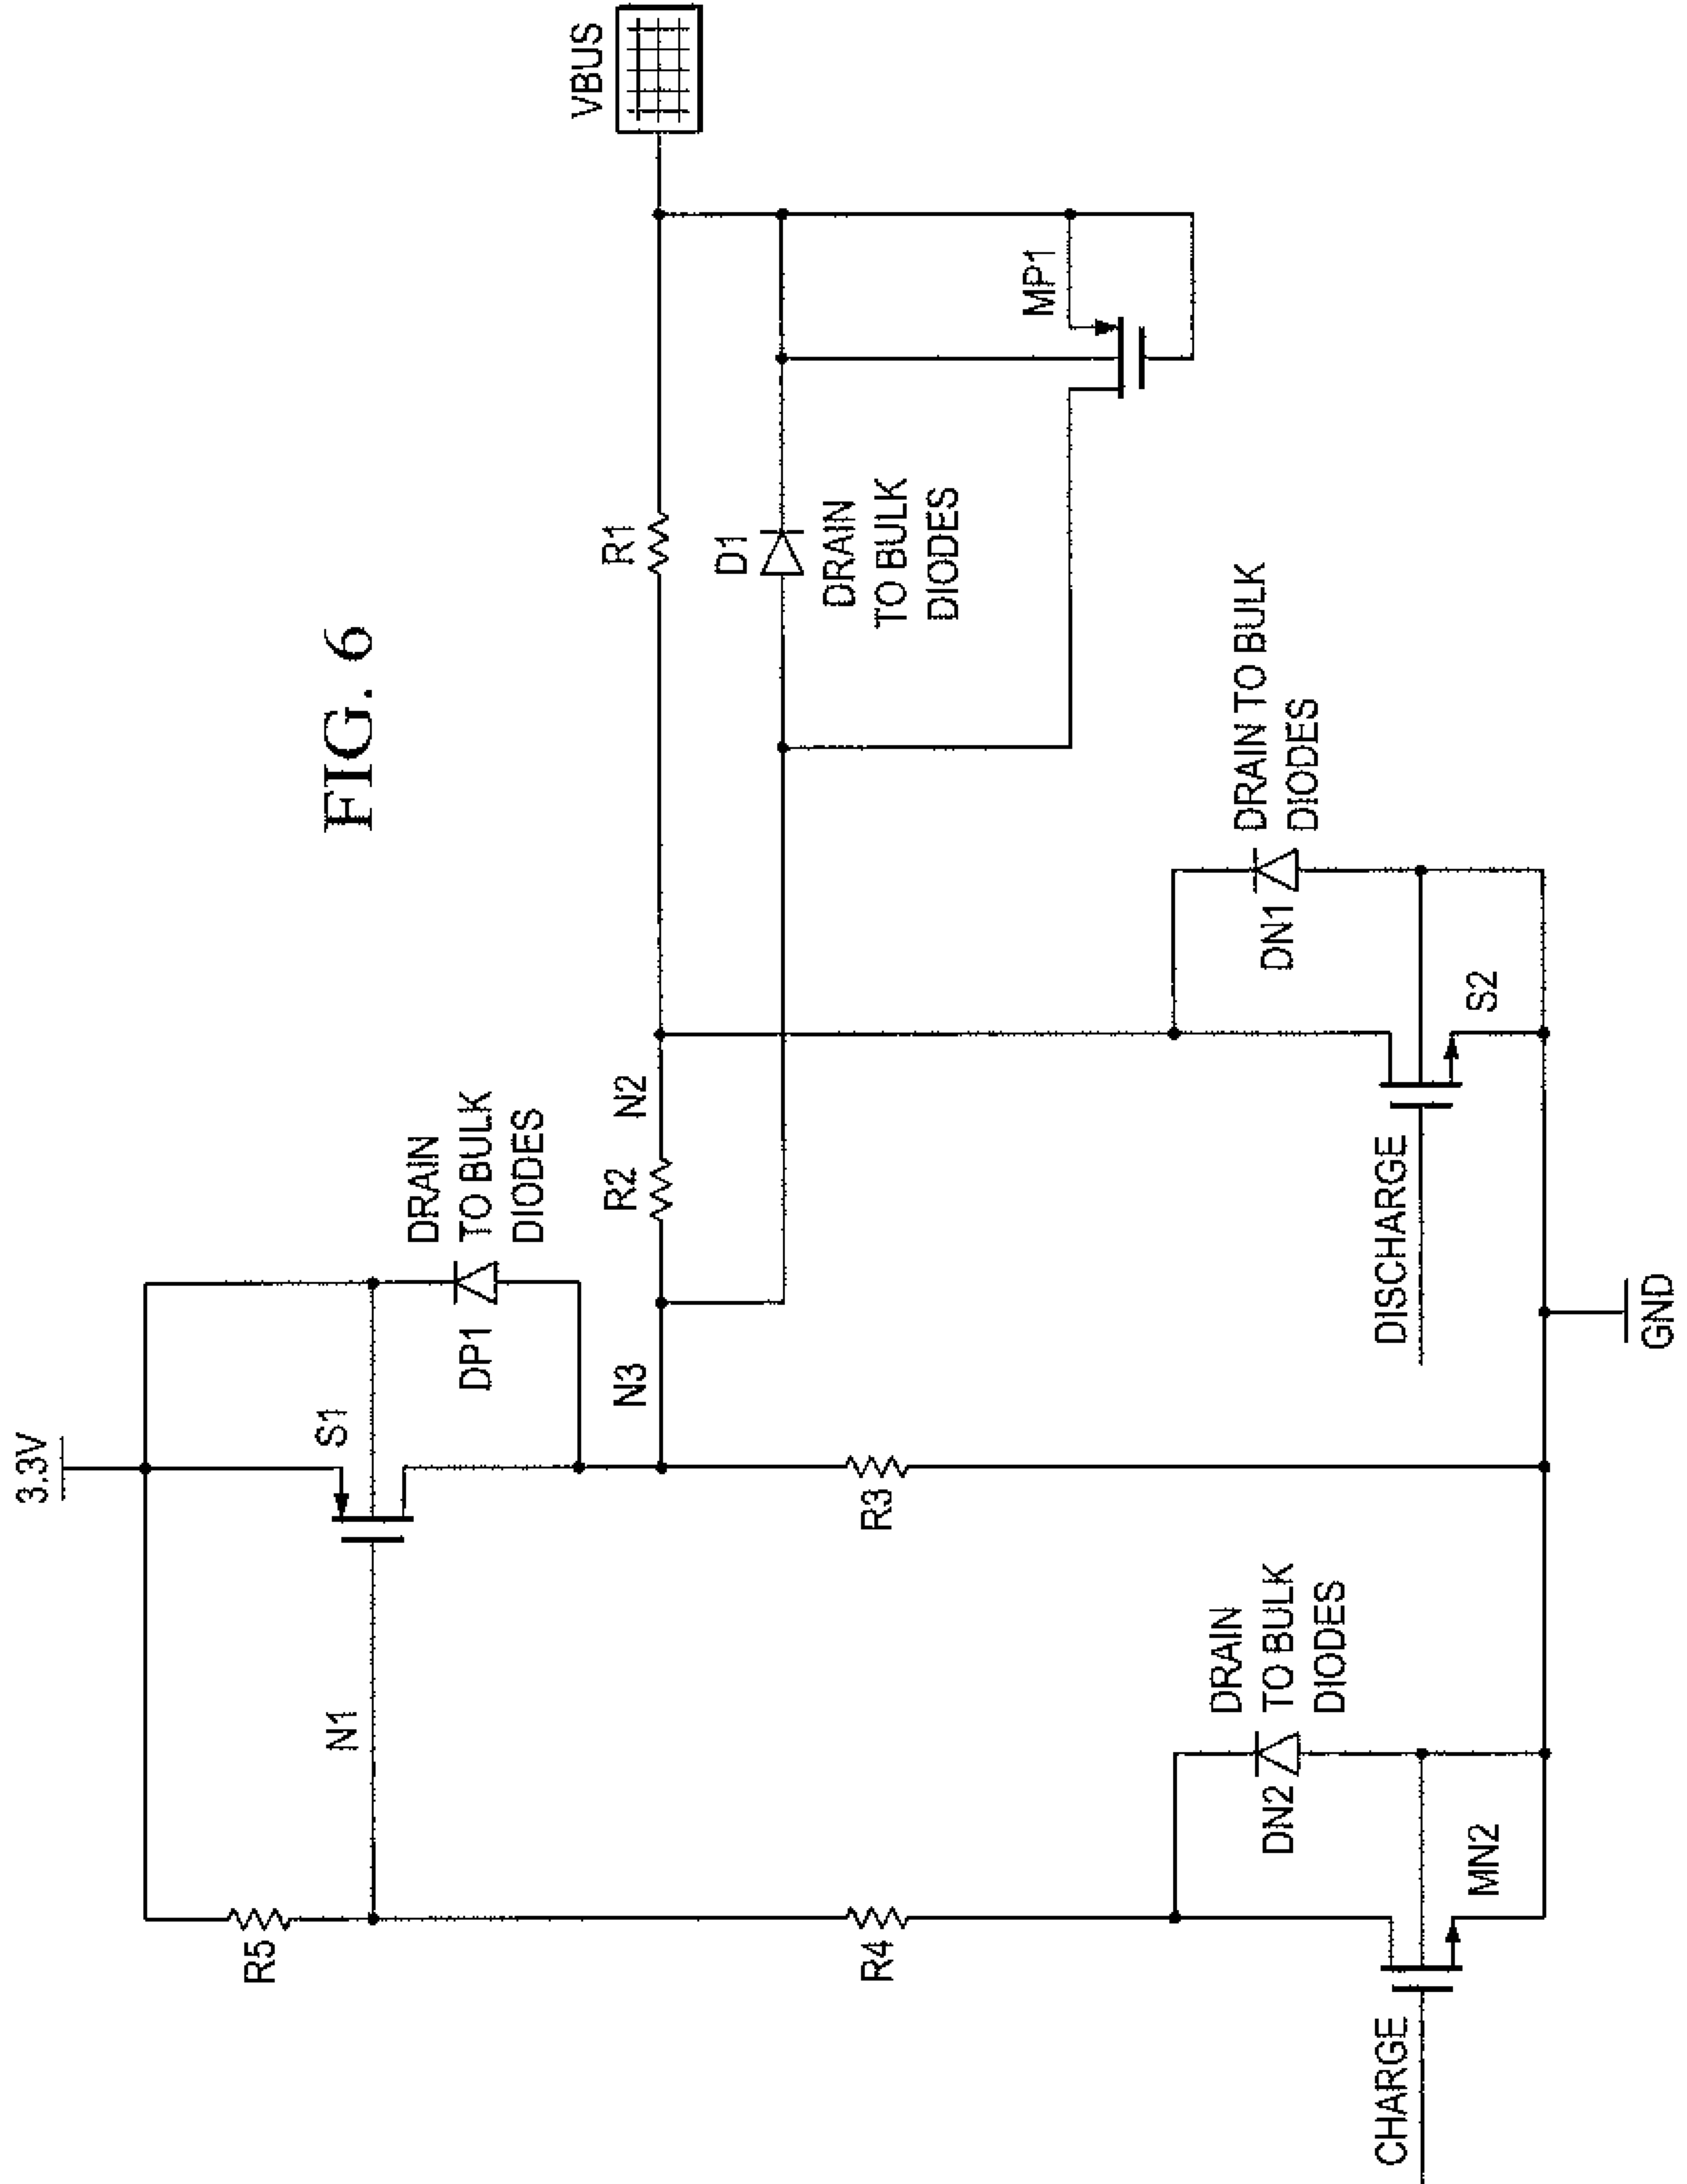 FIG. 6
3.3V
S1
DRAIN
TO BULK
DIODES
DP1
R5
N1
N3
R2
N2
R1
VBUS
D1
DRAIN
TO BULK
DIODES
MP1
R4
R3
DRAIN
TO BULK
DIODES
DN2
DRAIN TO BULK
DIODES
DN1
CHARGE
MN2
DISCHARGE
S2
GND